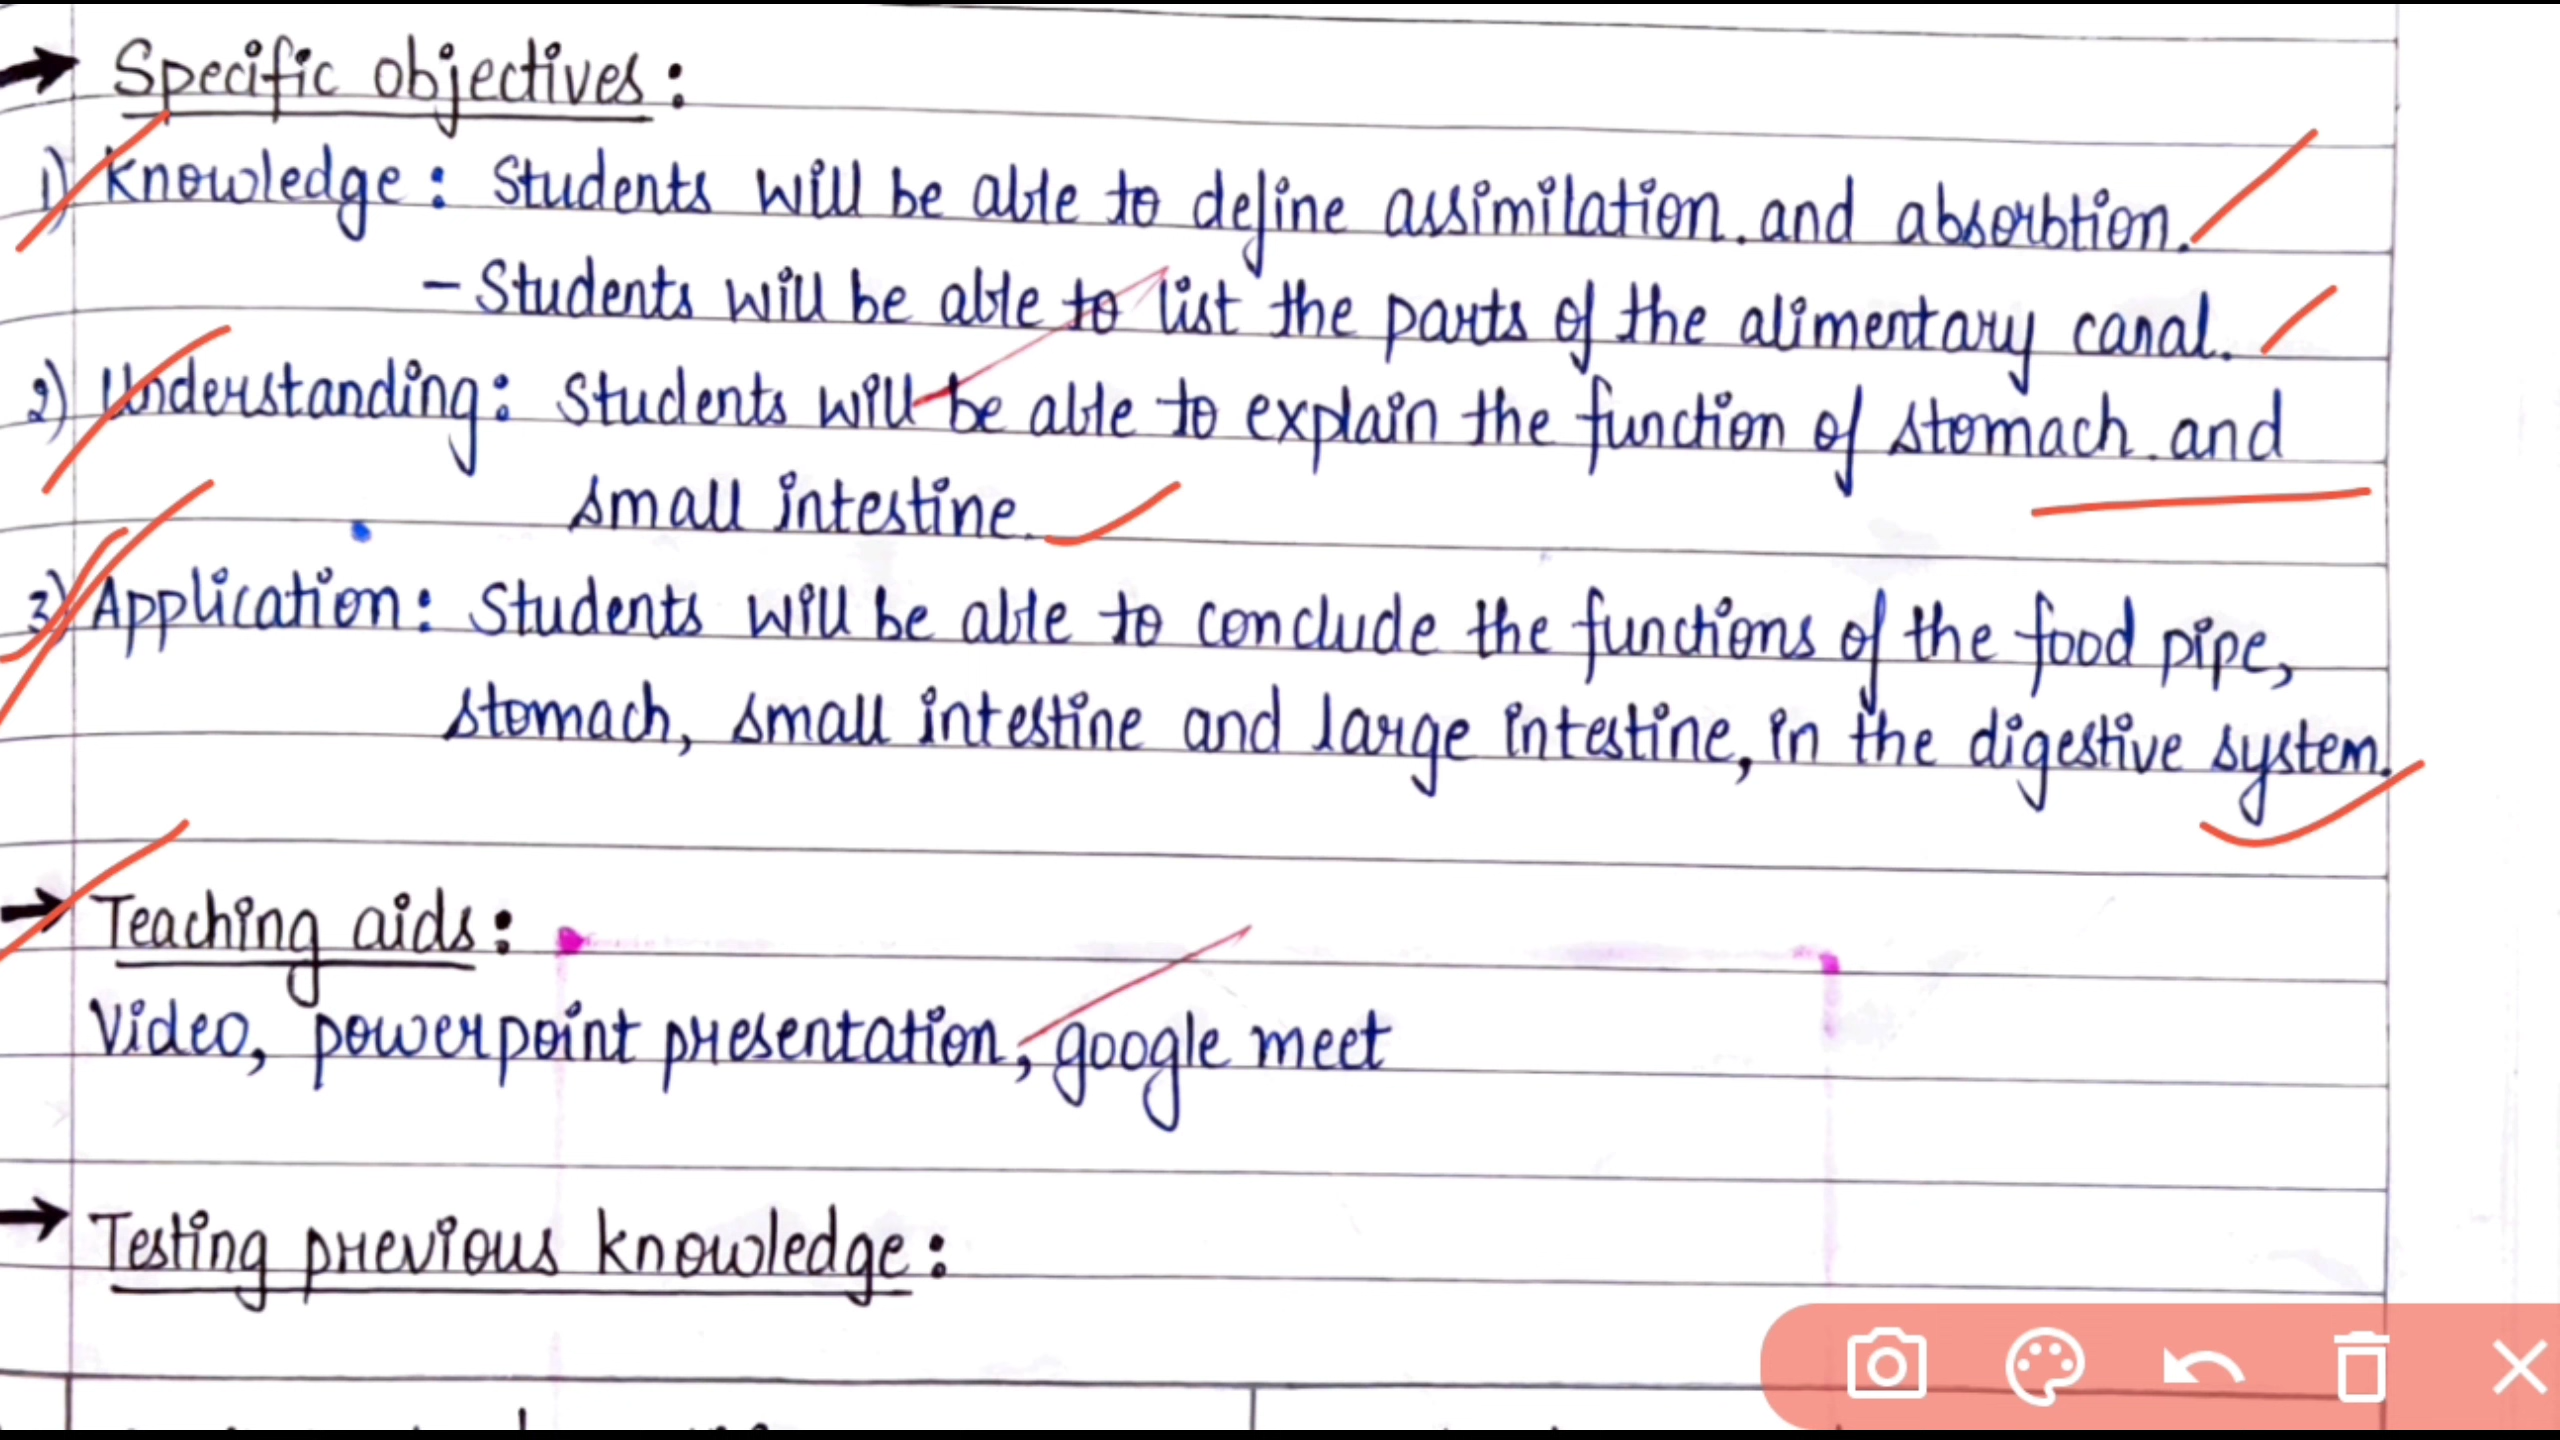 → Specific objectives:
1) Knowledge: Students will be able to define assimilation and absorbtion.
- Students will be able to list the parts of the alimentary canal.
2) Understanding: Students will be able to explain the function of stomach and
small intestine.
3) Application: Students will be able to conclude the functions of the food pipe,
stomach, small intestine and large intestine, in the digestive system.
→ Teaching aids:
Video, powerpoint presentation, google meet
→ Testing previous knowledge: